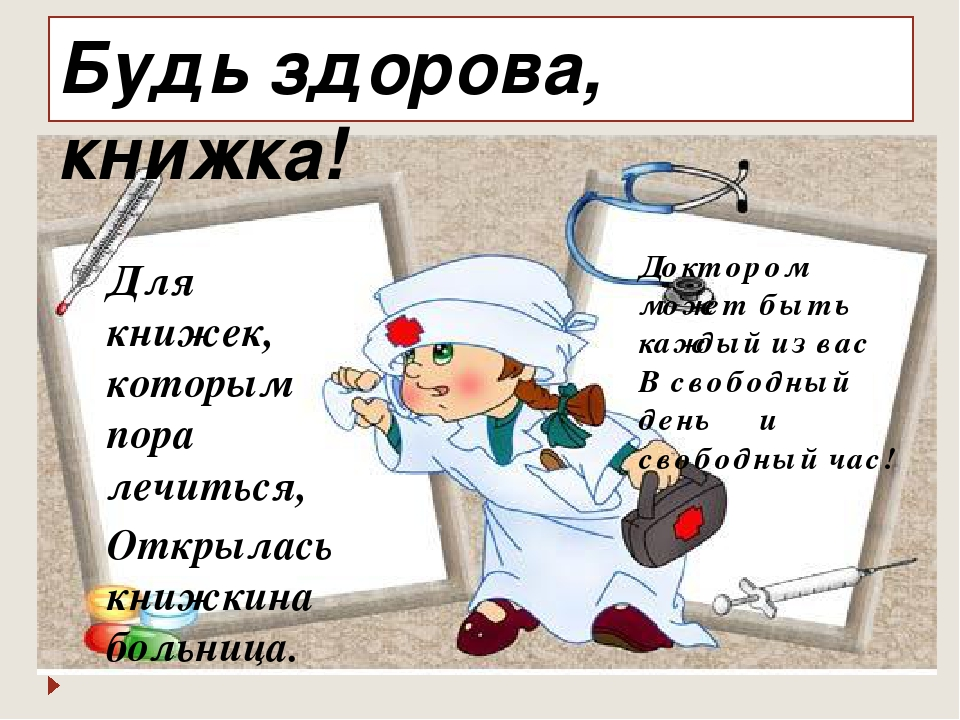 Будь здорова,
книжка!
Для
книжек,
которым
пора
лечиться,
Открылась
книжкина
больница.
Доктором
может быть
каждый из вас
В свободный
день и
свободный час!